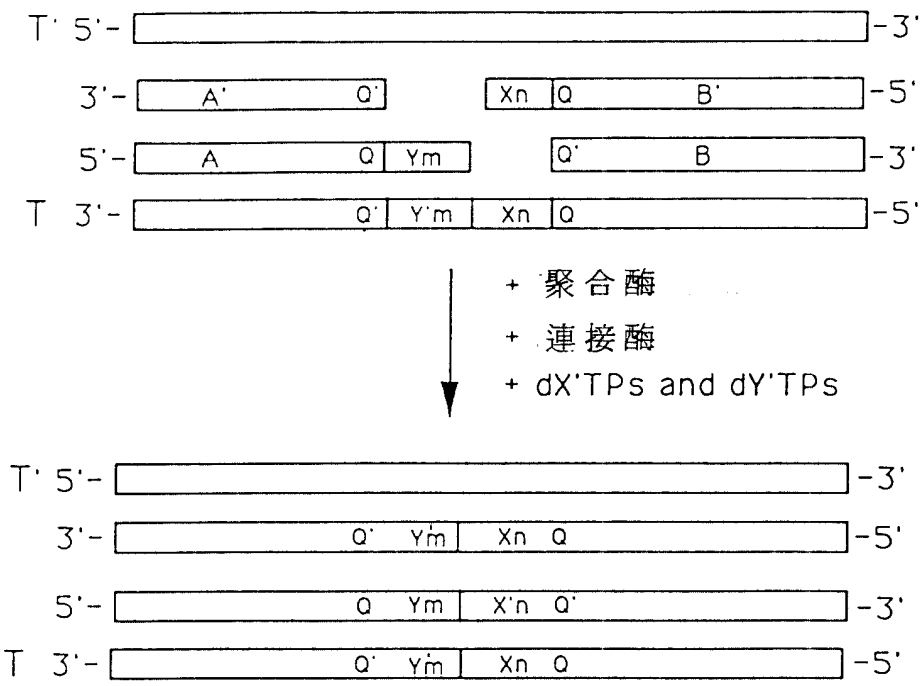 T' 5'- -3'
3'- A' Q' Xn Q B' -5'
5'- A Q Ym Q' B -3'
T 3'- Q' Y'm Xn Q -5'
+ 聚合酶
+ 連接酶
+ dX'TPs and dY'TPs
T' 5'- -3'
3'- Q' Y'm Xn Q -5'
5'- Q Ym X'n Q' -3'
T 3'- Q' Y'm Xn Q -5'